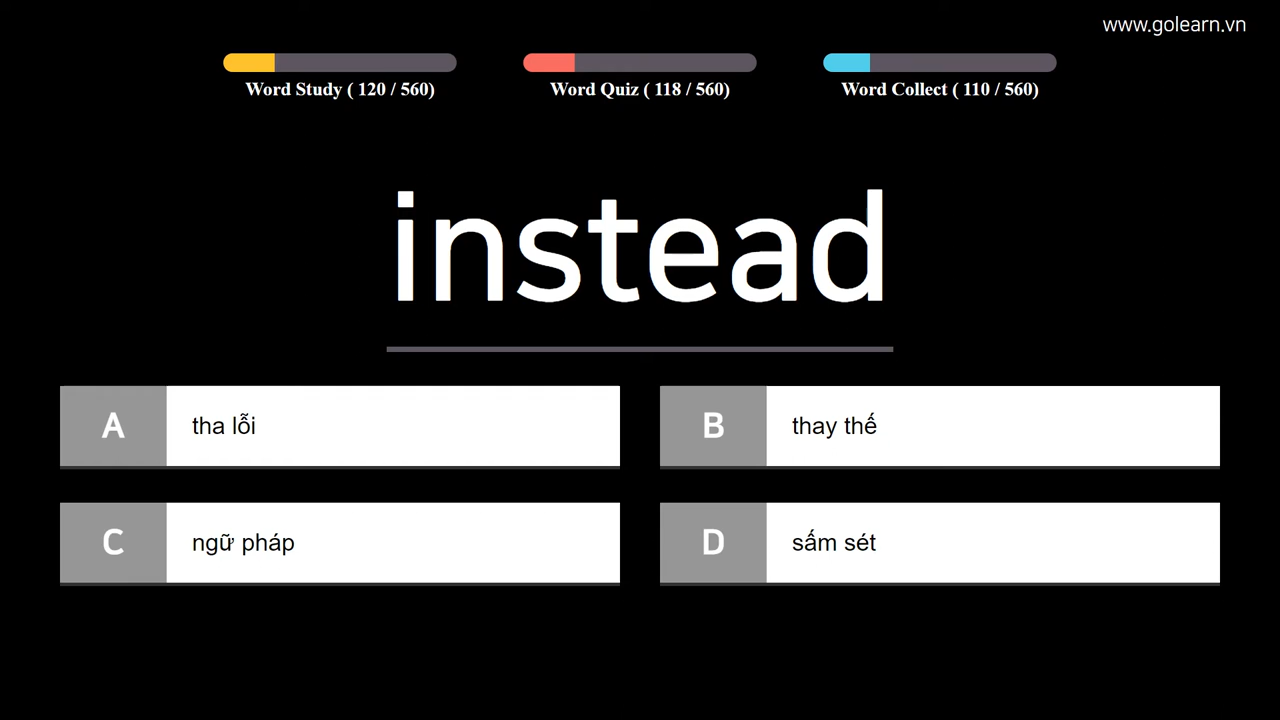 www.golearn.vn
Word Study ( 120 / 560)
Word Quiz ( 118 / 560)
Word Collect ( 110 / 560)
instead
A tha lỗi
B thay thế
C ngữ pháp
D sấm sét